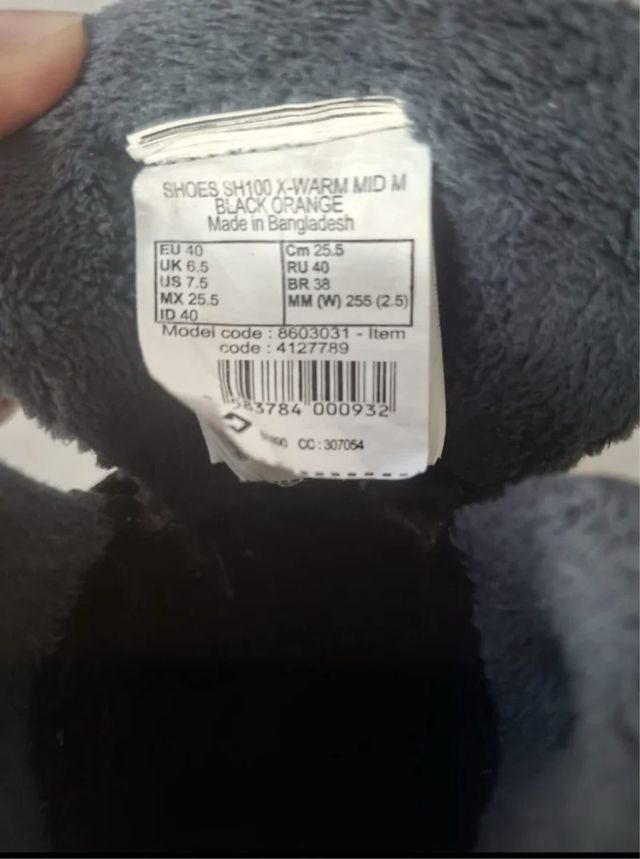 SHOES SH100 X-WARM MID M
BLACK ORANGE
Made in Bangladesh
EU 40
UK 6.5
US 7.5
MX 25.5
ID 40
Cm 25.5
RU 40
BR 38
MM (W) 255 (2.5)
Model code : 8603031 - Item
code : 4127789
583784 000932
CC : 307054